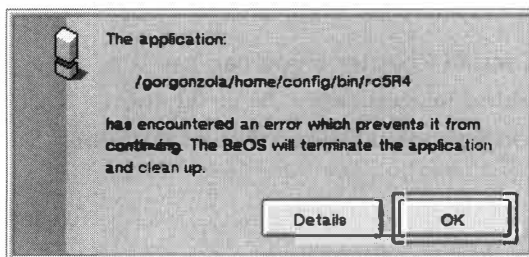 The application:
/gorgonzola/home/config/bin/rc5R4
has encountered an error which prevents it from
continuing. The BeOS will terminate the application
and clean up.
Details
OK